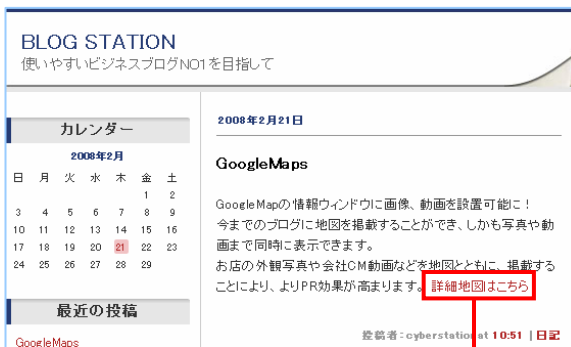 BLOG STATION
使いやすいビジネスブログNO1を目指して
カレンダー
2008年2月
日 月 火 水 木 金 土
1 2
3 4 5 6 7 8 9
10 11 12 13 14 15 16
17 18 19 20 21 22 23
24 25 26 27 28 29
最近の投稿
GoogleMaps
2008年2月21日
GoogleMaps
GoogleMapの情報ウィンドウに画像、動画を設置可能に！
今までのブログに地図を掲載することができ、しかも写真や動
画まで同時に表示できます。
お店の外観写真や会社CM動画などを地図とともに、掲載する
ことにより、よりPR効果が高まります。詳細地図はこちら
投稿者：cyberstation at 10:51 | 日記